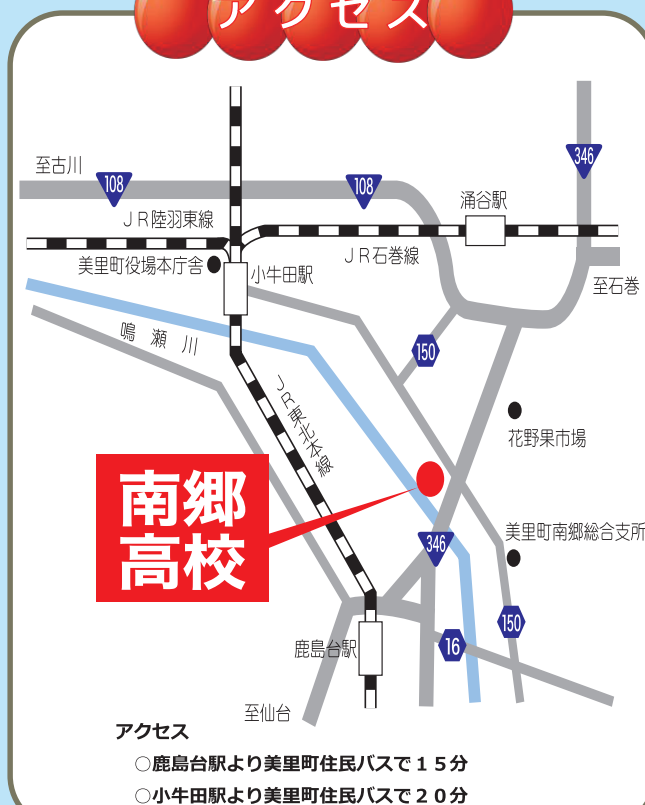 アクセス
346
至古川
108
108
涌谷駅
JR陸羽東線
JR石巻線
美里町役場本庁舎
小牛田駅
至石巻
鳴瀬川
150
JR東北本線
花野果市場
南郷
高校
美里町南郷総合支所
346
150
16
鹿島台駅
至仙台
アクセス
○鹿島台駅より美里町住民バスで15分
○小牛田駅より美里町住民バスで20分